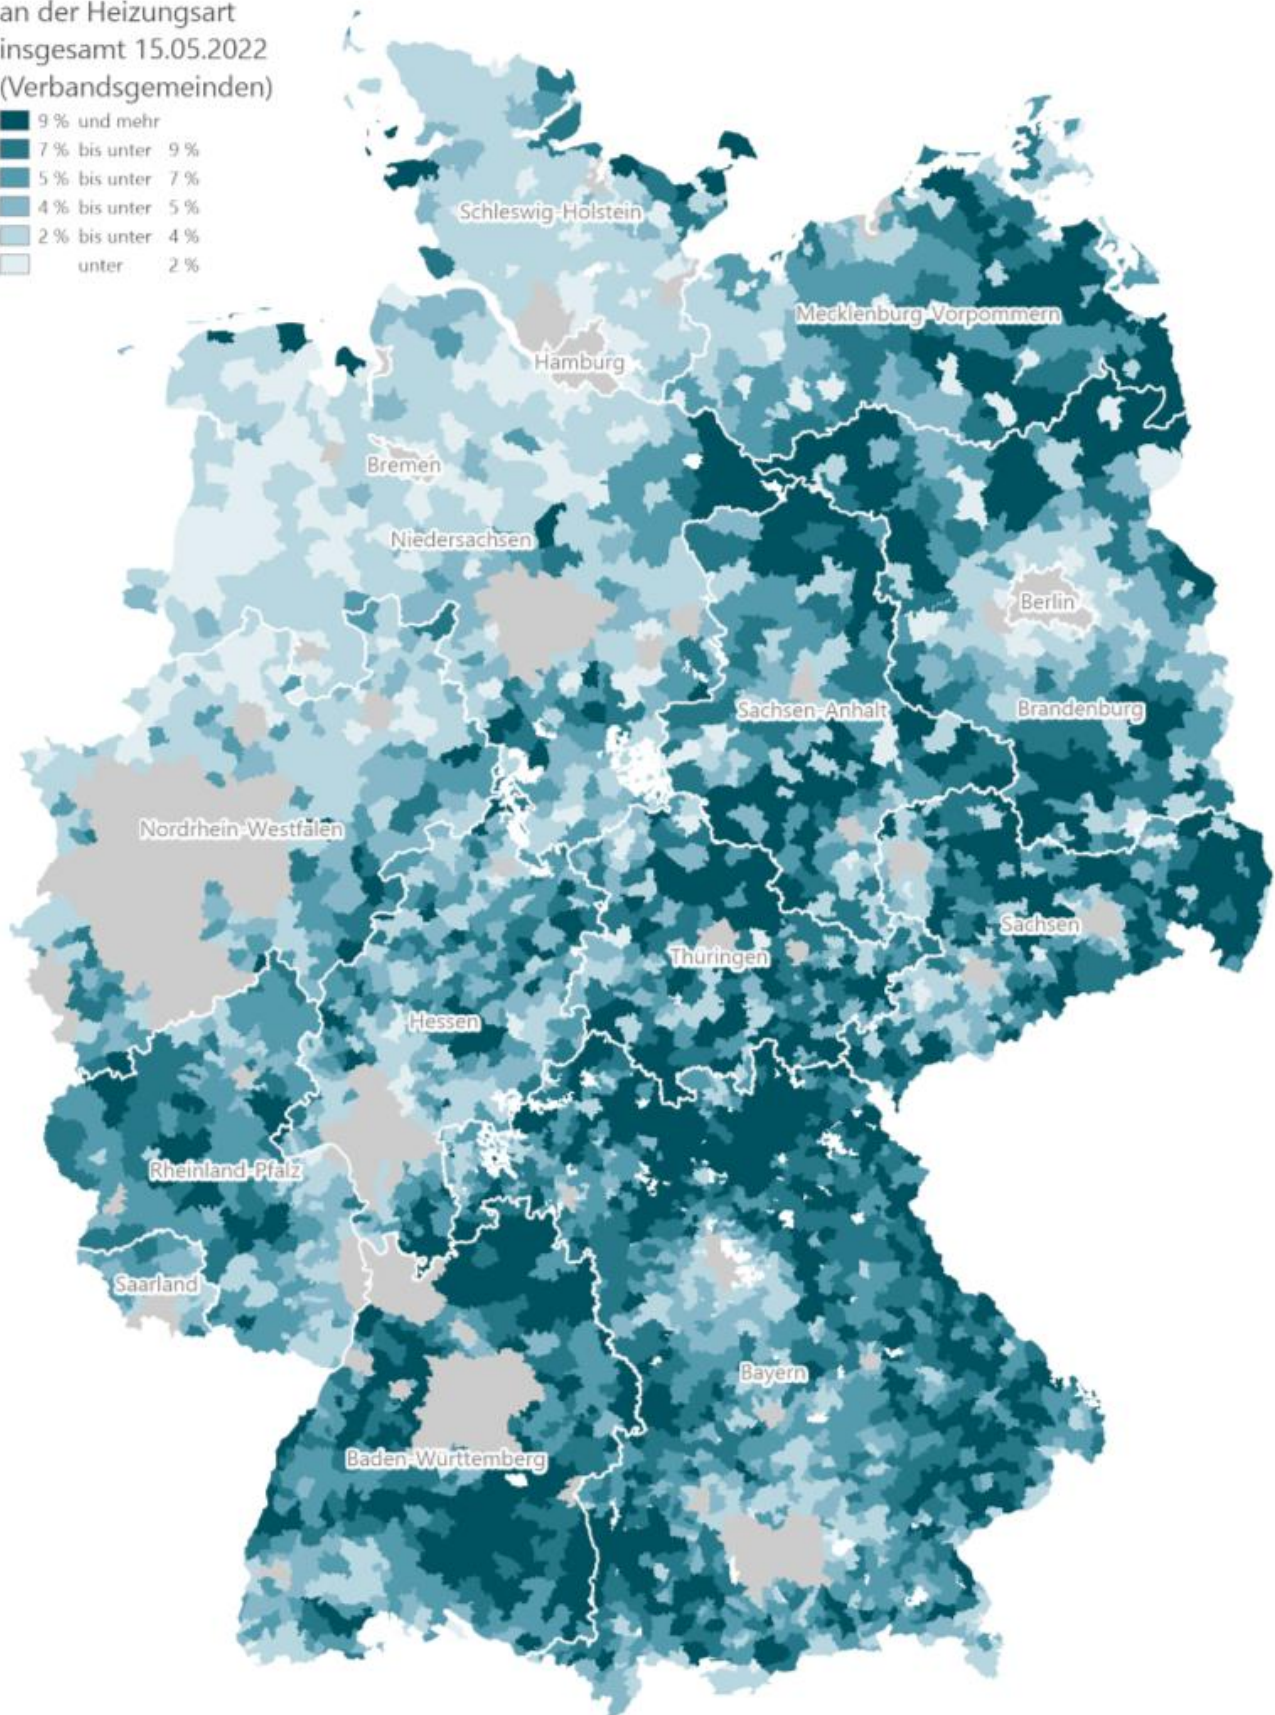 an der Heizungsart
insgesamt 15.05.2022
(Verbandsgemeinden)
9 % und mehr
7 % bis unter 9 %
5 % bis unter 7 %
4 % bis unter 5 %
2 % bis unter 4 %
unter 2 %
Schleswig-Holstein
Mecklenburg-Vorpommern
Hamburg
Bremen
Niedersachsen
Berlin
Sachsen-Anhalt
Brandenburg
Nordrhein-Westfalen
Sachsen
Thüringen
Hessen
Rheinland-Pfalz
Saarland
Bayern
Baden-Württemberg